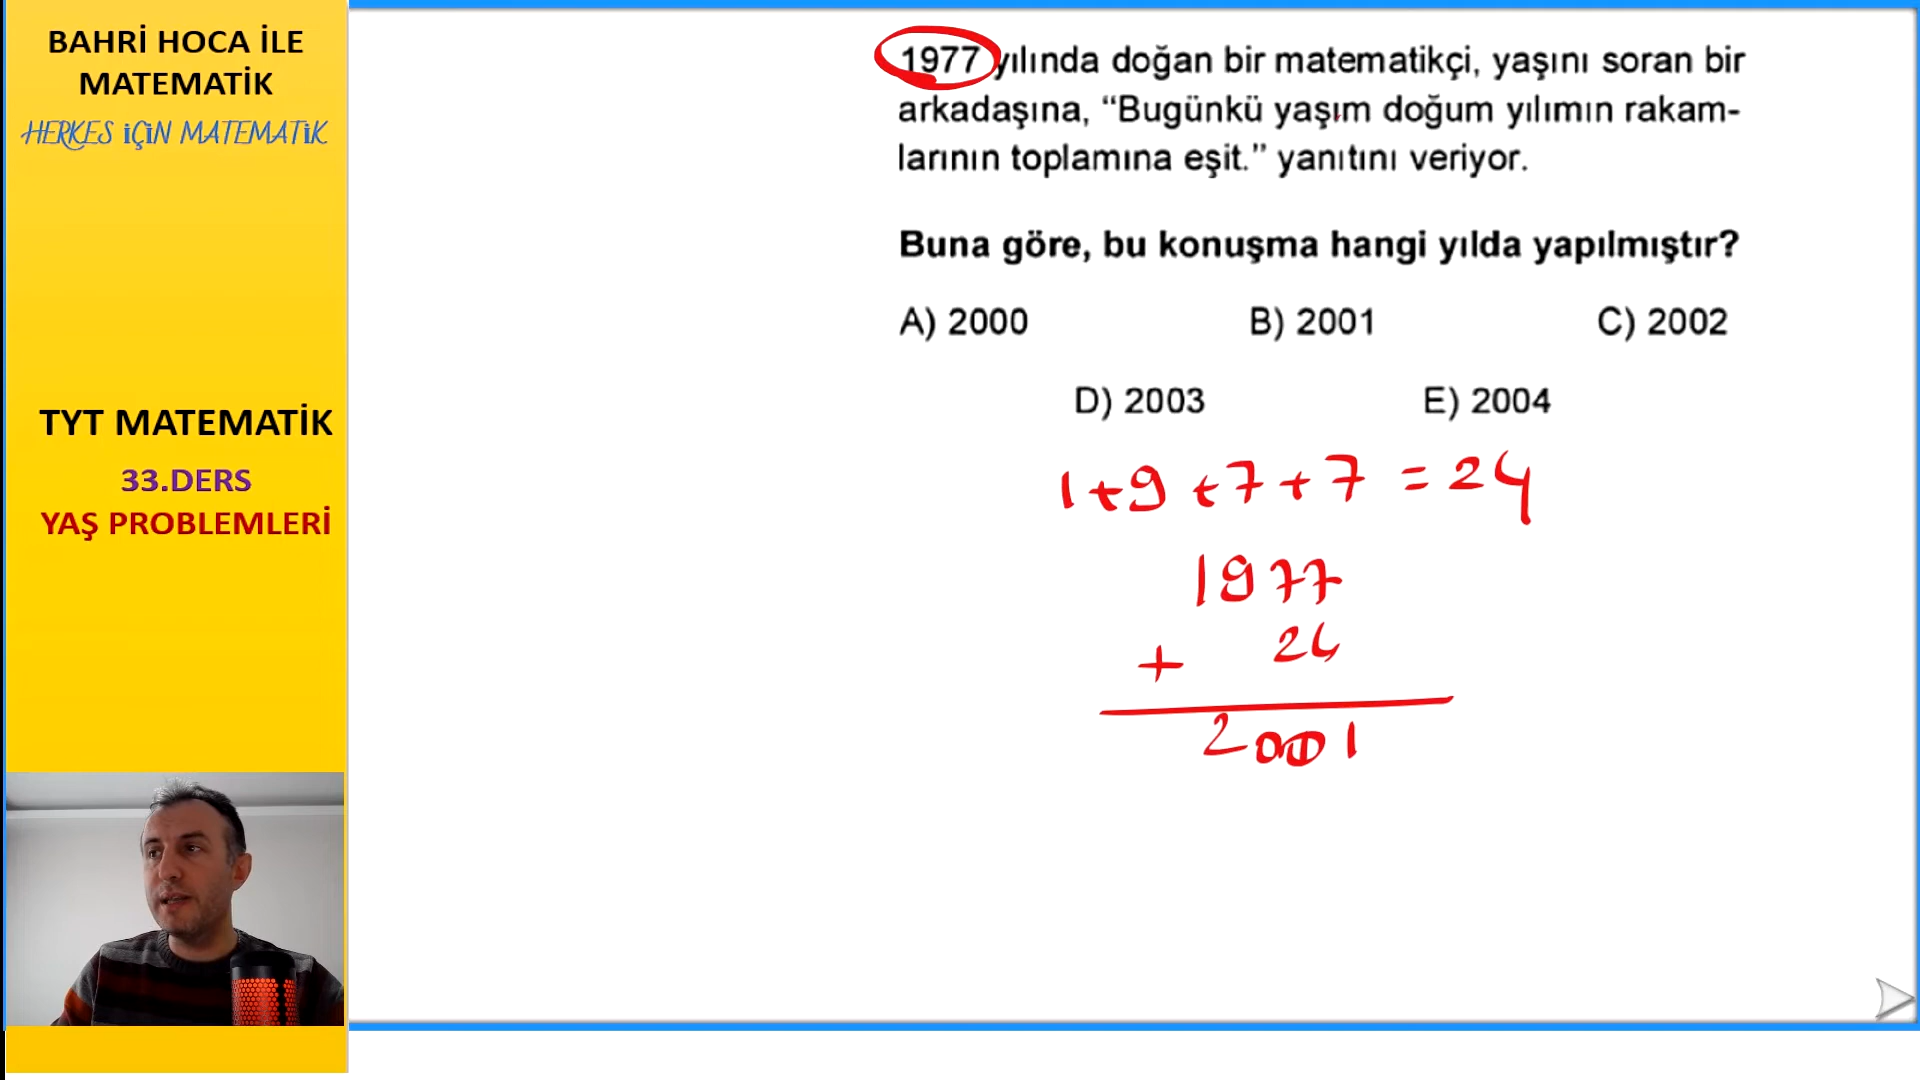 BAHRİ HOCA İLE
MATEMATİK
HERKES İÇİN MATEMATİK
TYT MATEMATİK
33.DERS
YAŞ PROBLEMLERİ
1977 yılında doğan bir matematikçi, yaşını soran bir
arkadaşına, “Bugünkü yaşım doğum yılımın rakam-
larının toplamına eşit.” yanıtını veriyor.
Buna göre, bu konuşma hangi yılda yapılmıştır?
A) 2000 B) 2001 C) 2002
D) 2003 E) 2004
1+9+7+7 = 24
1977
+ 24
2001